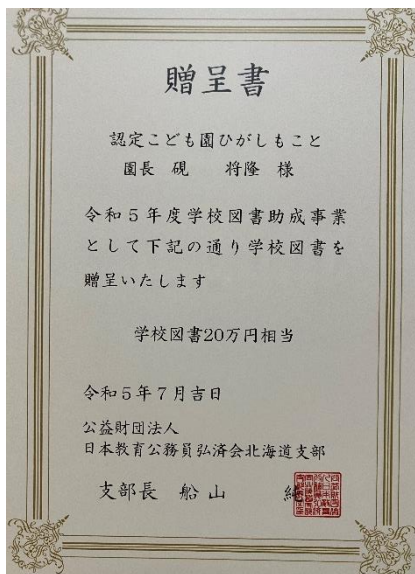 贈呈書
認定こども園ひがしもこと
園長 硯 将隆 様
令和5年度学校図書助成事業
として下記の通り学校図書を
贈呈いたします
学校図書20万円相当
令和5年7月吉日
公益財団法人
日本教育公務員弘済会北海道支部
支部長 船山